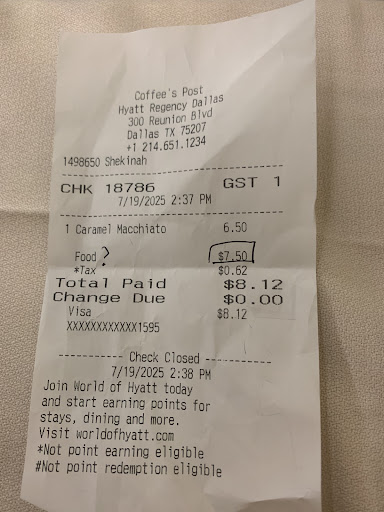 Coffee's Post
Hyatt Regency Dallas
300 Reunion Blvd
Dallas TX 75207
+1 214.651.1234
1498650 Shekinah
CHK 18786 GST 1
7/19/2025 2:37 PM
1 Caramel Macchiato 6.50
Food ? $7.50
*Tax $0.62
Total Paid $8.12
Change Due $0.00
Visa $8.12
XXXXXXXXXXXX1595
---------- Check Closed ----------
7/19/2025 2:38 PM
Join World of Hyatt today
and start earning points for
stays, dining and more.
Visit worldofhyatt.com
*Not point earning eligible
#Not point redemption eligible